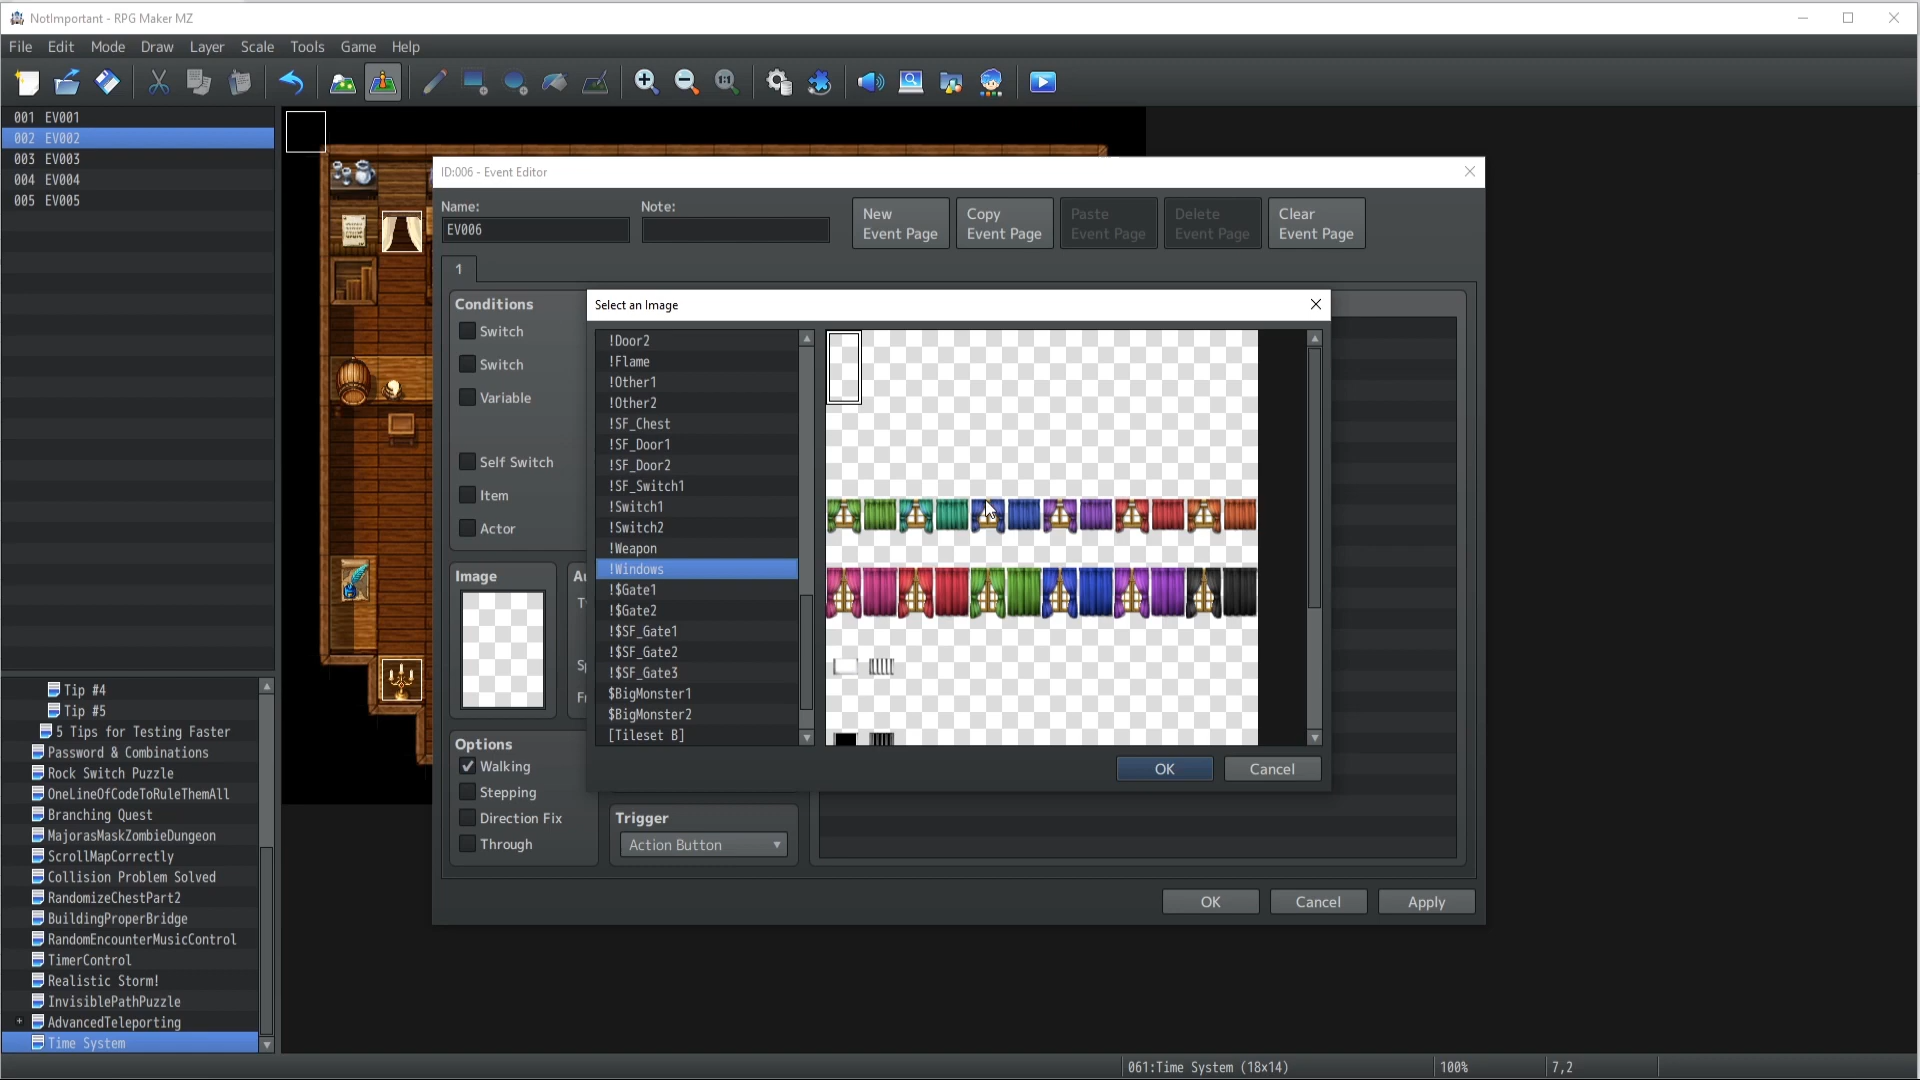 NotImportant - RPG Maker MZ
File Edit Mode Draw Layer Scale Tools Game Help
1:1
001 EV001
002 EV002
003 EV003
004 EV004
005 EV005
ID:006 - Event Editor
Name:
EV006
Note:
New
Event Page
Copy
Event Page
Paste
Event Page
Delete
Event Page
Clear
Event Page
1
Conditions
Switch
Switch
Variable
Self Switch
Item
Actor
Image
Options
Walking
Stepping
Direction Fix
Through
Select an Image
!Door2
!Flame
!Other1
!Other2
!SF_Chest
!SF_Door1
!SF_Door2
!SF_Switch1
!Switch1
!Switch2
!Weapon
!Windows
!$Gate1
!$Gate2
!$SF_Gate1
!$SF_Gate2
!$SF_Gate3
$BigMonster1
$BigMonster2
[Tileset B]
OK
Cancel
Trigger
Action Button
OK
Cancel
Apply
Tip #4
Tip #5
5 Tips for Testing Faster
Password & Combinations
Rock Switch Puzzle
OneLineOfCodeToRuleThemAll
Branching Quest
MajorasMaskZombieDungeon
ScrollMapCorrectly
Collision Problem Solved
RandomizeChestPart2
BuildingProperBridge
RandomEncounterMusicControl
TimerControl
Realistic Storm!
InvisiblePathPuzzle
AdvancedTeleporting
Time System
061:Time System (18x14)
100%
7,2